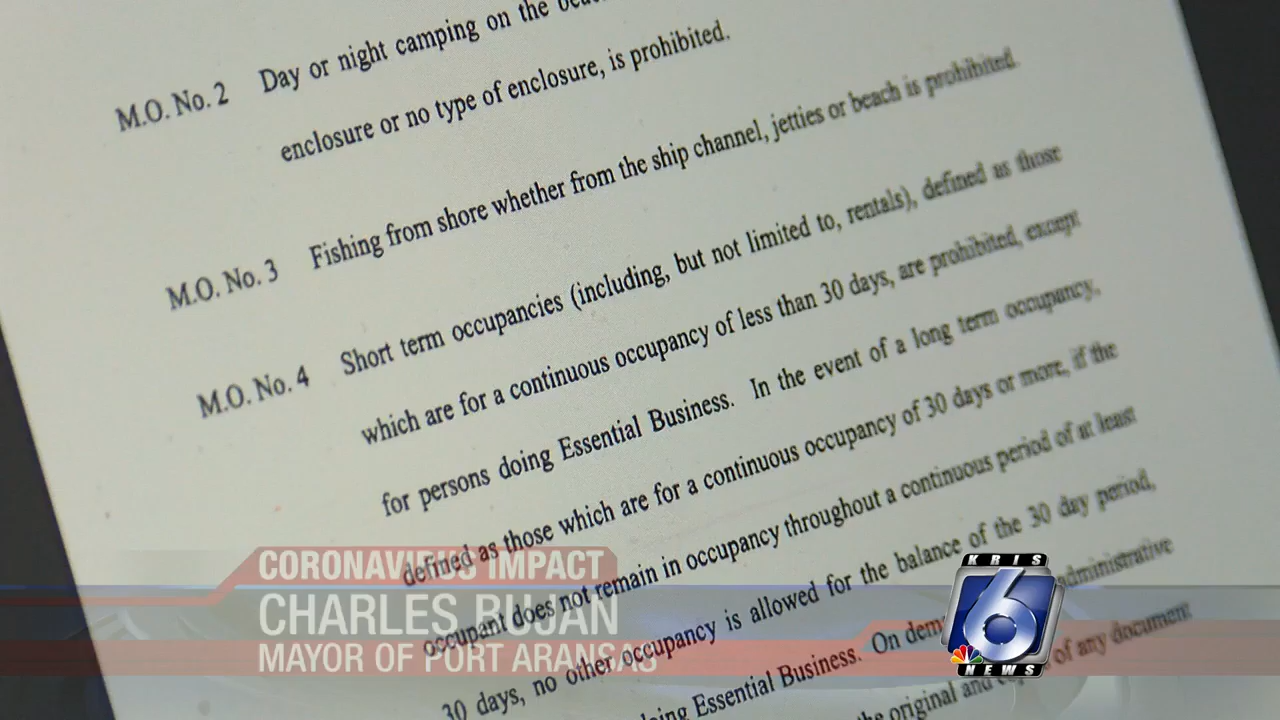 M.O. No. 2 Day or night camping on the
enclosure or no type of enclosure, is prohibited.
M.O. No. 3 Fishing from shore whether from the ship channel, jetties or beach is prohibited.
M.O. No. 4 Short term occupancies (including, but not limited to, rentals), defined as those
which are for a continuous occupancy of less than 30 days, are prohibited, except
for persons doing Essential Business. In the event of a long term occupancy,
defined as those which are for a continuous occupancy of 30 days or more, if the
occupant does not remain in occupancy throughout a continuous period of at least
30 days, no other occupancy is allowed for the balance of the 30 day period,
doing Essential Business. On administrative
the original and of any document
CORONAVIRUS IMPACT
CHARLES BUJAN
MAYOR OF PORT ARANSAS
KRIS
6
NEWS